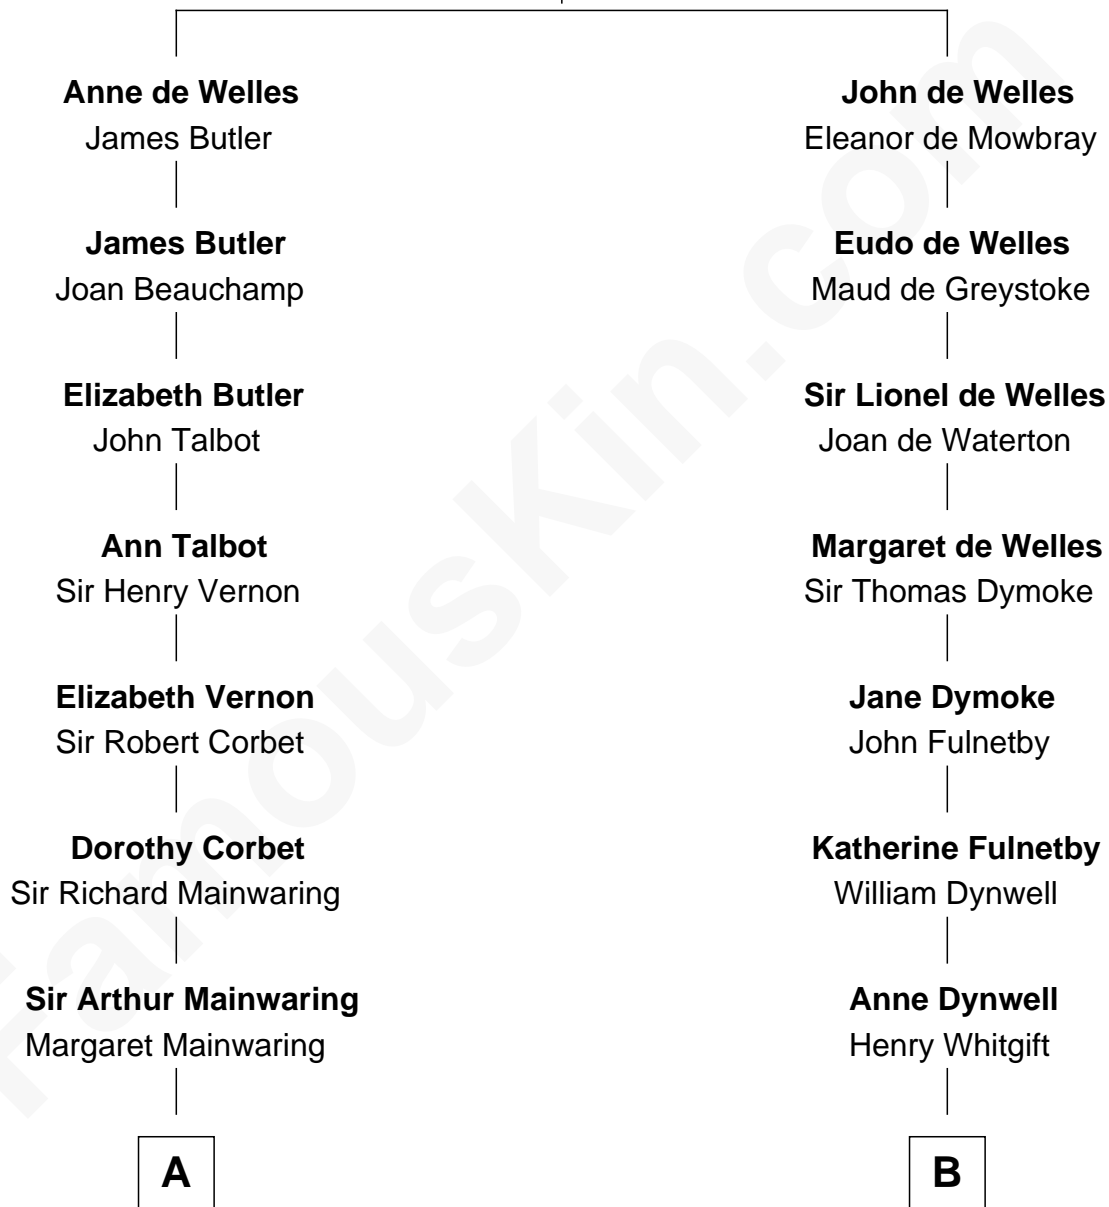 Anne de Welles
James Butler
James Butler
Joan Beauchamp
Elizabeth Butler
John Talbot
Ann Talbot
Sir Henry Vernon
Elizabeth Vernon
Sir Robert Corbet
Dorothy Corbet
Sir Richard Mainwaring
Sir Arthur Mainwaring
Margaret Mainwaring
A
John de Welles
Eleanor de Mowbray
Eudo de Welles
Maud de Greystoke
Sir Lionel de Welles
Joan de Waterton
Margaret de Welles
Sir Thomas Dymoke
Jane Dymoke
John Fulnetby
Katherine Fulnetby
William Dynwell
Anne Dynwell
Henry Whitgift
B
FamousKin.com